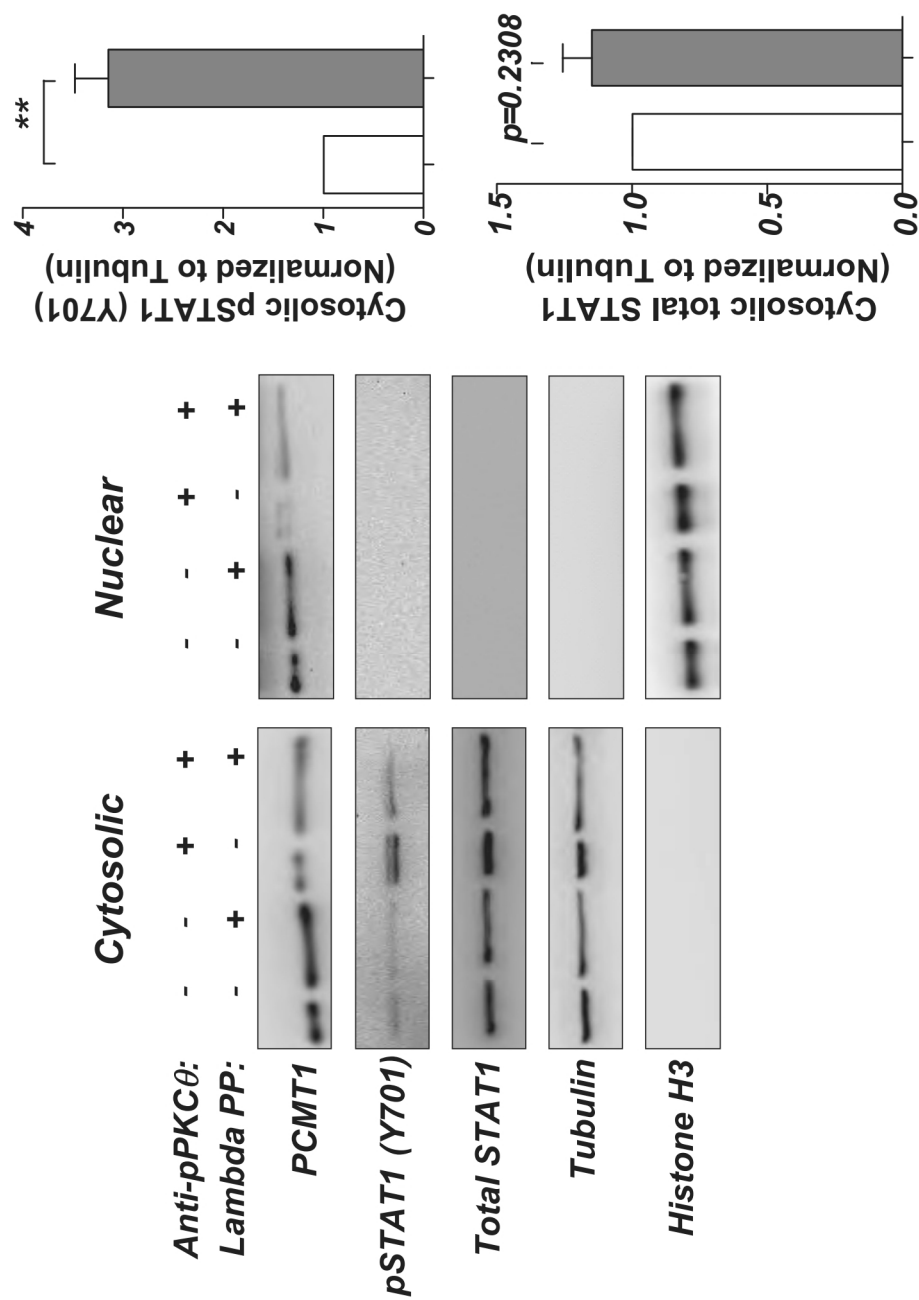 Cytosolic
Nuclear
Anti-pPKCθ: - - + + - - + +
Lambda PP: - + - + - + - +
PCMT1
pSTAT1 (Y701)
Total STAT1
Tubulin
Histone H3
Cytosolic pSTAT1 (Y701)
(Normalized to Tubulin)
4
3
2
1
0
**
Cytosolic total STAT1
(Normalized to Tubulin)
1.5
1.0
0.5
0.0
p=0.2308